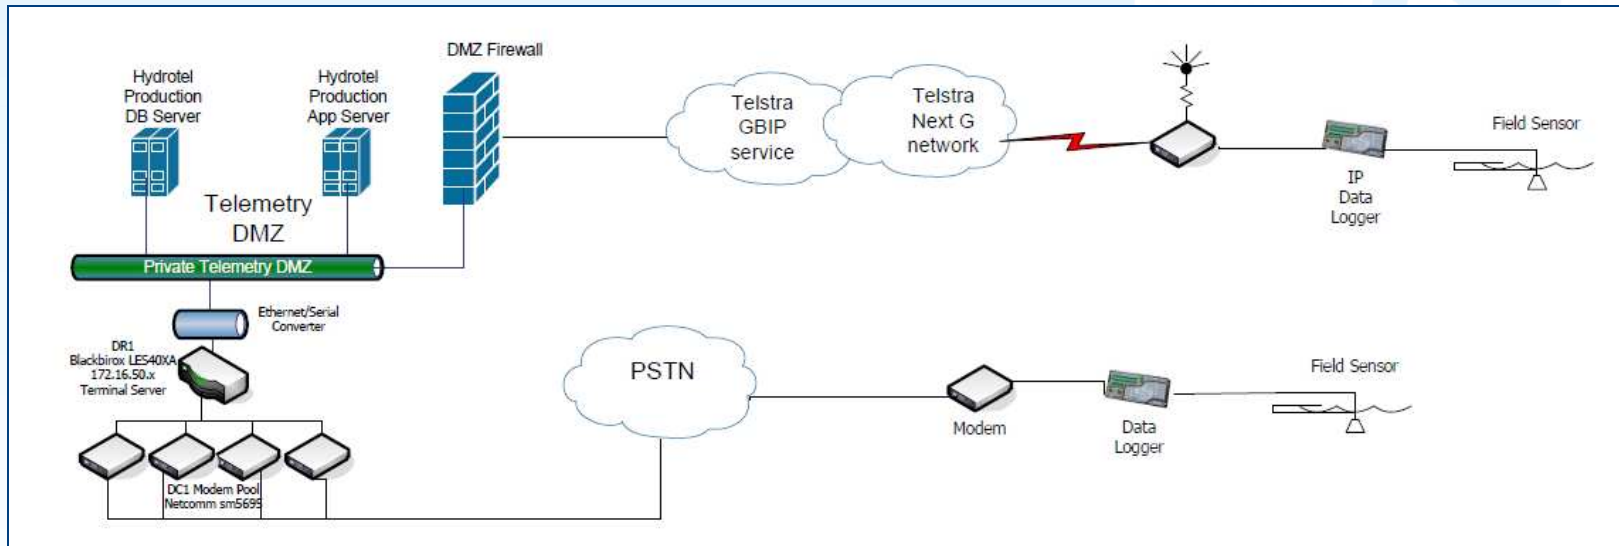 DMZ Firewall
Hydrotel
Production
DB Server
Hydrotel
Production
App Server
Telstra
GBIP
service
Telstra
Next G
network
Field Sensor
IP
Data
Logger
Telemetry
DMZ
Private Telemetry DMZ
Ethernet/Serial
Converter
DR1
Blackbirox LES40XA
172.16.50.x
Terminal Server
PSTN
Field Sensor
Modem
Data
Logger
DC1 Modem Pool
Netcomm sm5695